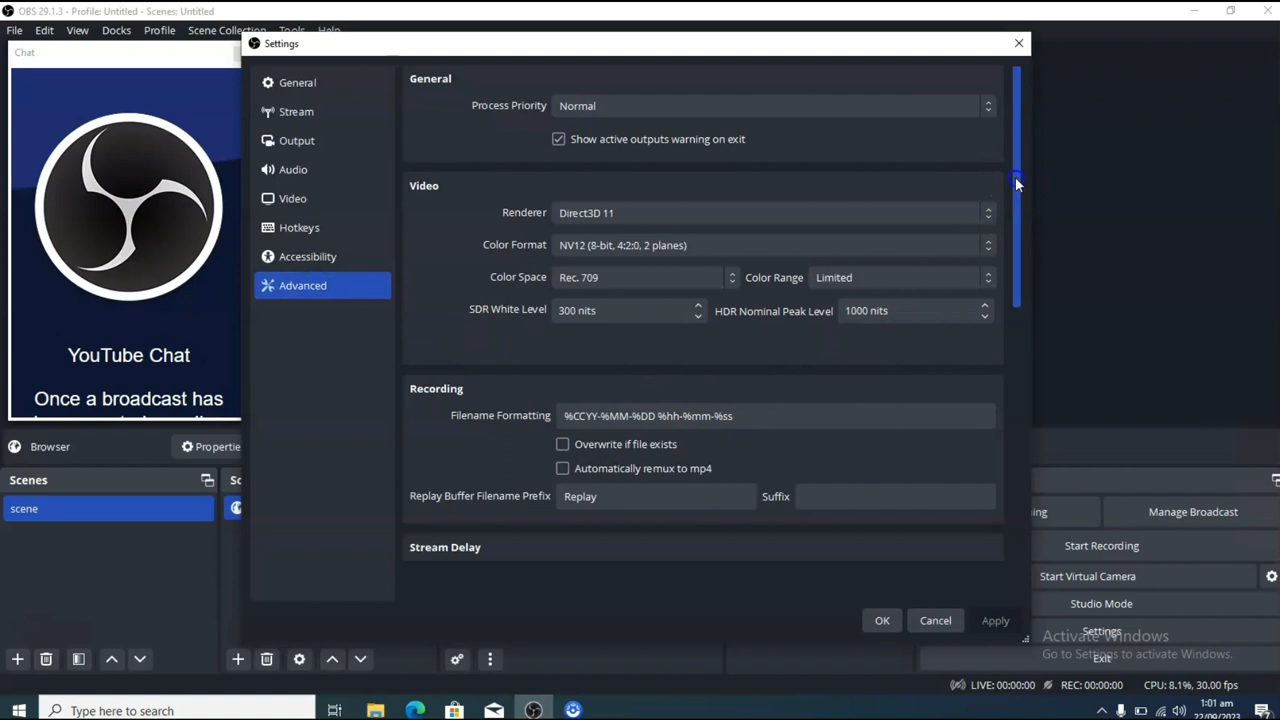 OBS 29.1.3 - Profile: Untitled - Scenes: Untitled
File Edit View Docks Profile Scene Collection Tools Help
Chat
YouTube Chat
Once a broadcast has
Browser
Properties
Scenes
scene
Settings
General
Stream
Output
Audio
Video
Hotkeys
Accessibility
Advanced
General
Process Priority Normal
Show active outputs warning on exit
Video
Renderer Direct3D 11
Color Format NV12 (8-bit, 4:2:0, 2 planes)
Color Space Rec. 709 Color Range Limited
SDR White Level 300 nits HDR Nominal Peak Level 1000 nits
Recording
Filename Formatting %CCYY-%MM-%DD %hh-%mm-%ss
Overwrite if file exists
Automatically remux to mp4
Replay Buffer Filename Prefix Replay Suffix
Stream Delay
OK Cancel Apply
Manage Broadcast
Start Recording
Start Virtual Camera
Studio Mode
Settings
Exit
Activate Windows
Go to Settings to activate Windows.
LIVE: 00:00:00 REC: 00:00:00 CPU: 8.1%, 30.00 fps
Type here to search
1:01 am
22/09/2023